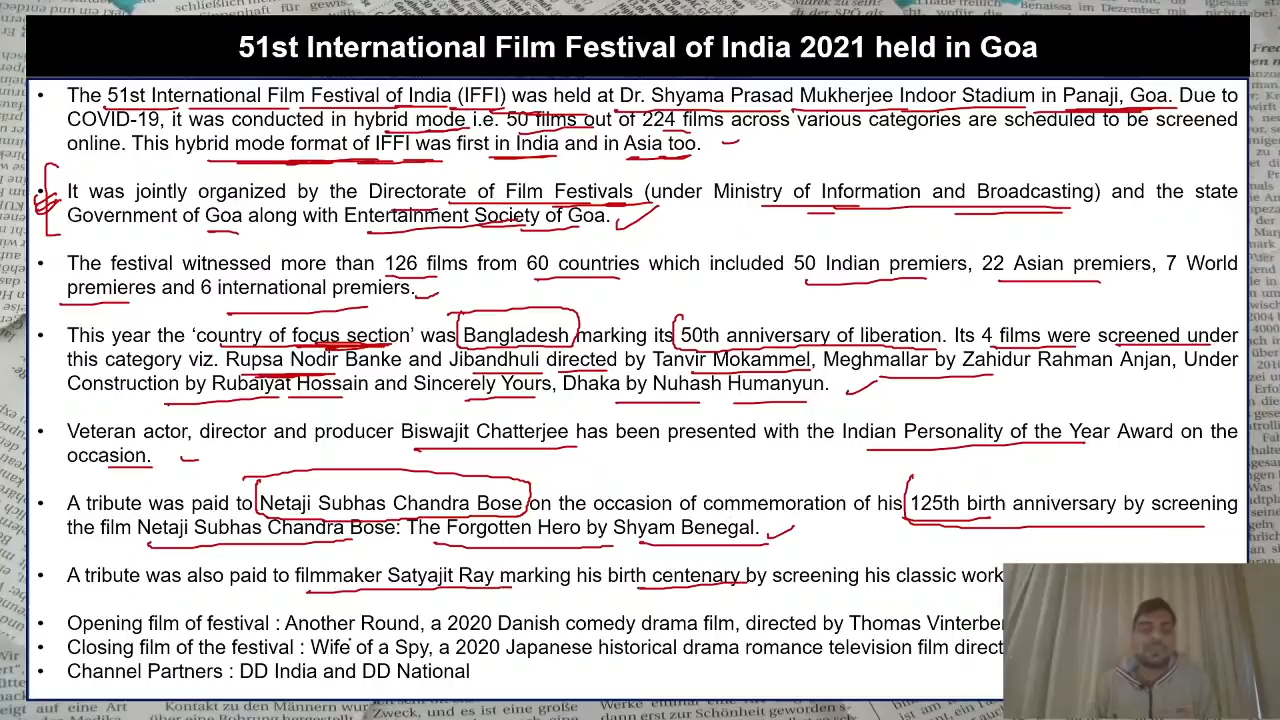 51st International Film Festival of India 2021 held in Goa
• The 51st International Film Festival of India (IFFI) was held at Dr. Shyama Prasad Mukherjee Indoor Stadium in Panaji, Goa. Due to
COVID-19, it was conducted in hybrid mode i.e. 50 films out of 224 films across various categories are scheduled to be screened
online. This hybrid mode format of IFFI was first in India and in Asia too.
• It was jointly organized by the Directorate of Film Festivals (under Ministry of Information and Broadcasting) and the state
Government of Goa along with Entertainment Society of Goa.
• The festival witnessed more than 126 films from 60 countries which included 50 Indian premiers, 22 Asian premiers, 7 World
premieres and 6 international premiers.
• This year the ‘country of focus section’ was Bangladesh marking its 50th anniversary of liberation. Its 4 films were screened under
this category viz. Rupsa Nodir Banke and Jibandhuli directed by Tanvir Mokammel, Meghmallar by Zahidur Rahman Anjan, Under
Construction by Rubaiyat Hossain and Sincerely Yours, Dhaka by Nuhash Humanyun.
• Veteran actor, director and producer Biswajit Chatterjee has been presented with the Indian Personality of the Year Award on the
occasion.
• A tribute was paid to Netaji Subhas Chandra Bose on the occasion of commemoration of his 125th birth anniversary by screening
the film Netaji Subhas Chandra Bose: The Forgotten Hero by Shyam Benegal.
• A tribute was also paid to filmmaker Satyajit Ray marking his birth centenary by screening his classic work
• Opening film of festival : Another Round, a 2020 Danish comedy drama film, directed by Thomas Vinterber
• Closing film of the festival : Wife of a Spy, a 2020 Japanese historical drama romance television film direct
• Channel Partners : DD India and DD National